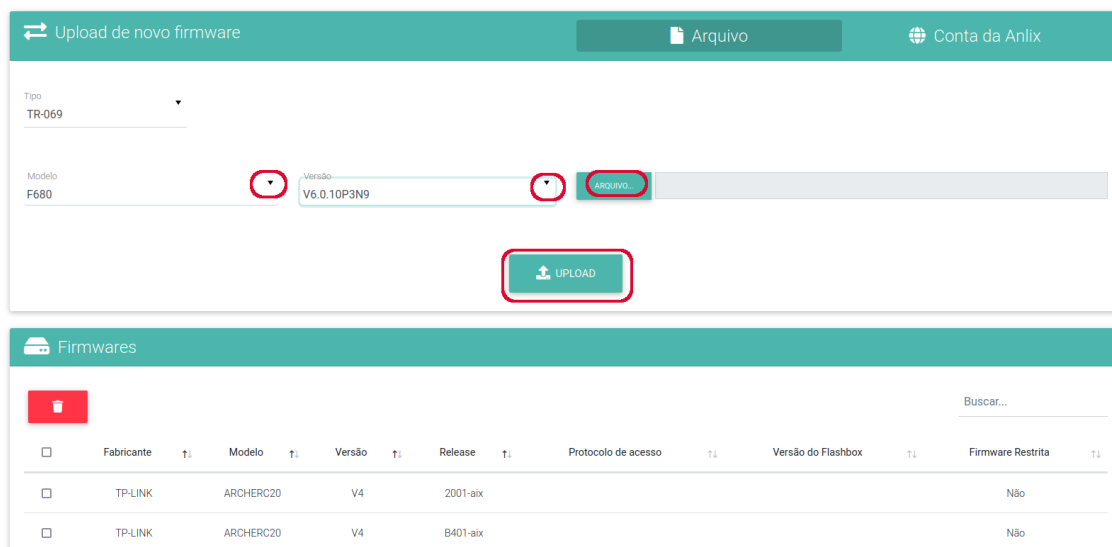 Upload de novo firmware Arquivo Conta da Anlix
Tipo
TR-069
Modelo Versão
F680 V6.0.10P3N9 ARQUIVO...
UPLOAD
Firmwares
Buscar...
Fabricante Modelo Versão Release Protocolo de acesso Versão do Flashbox Firmware Restrita
TP-LINK ARCHERC20 V4 2001-aix Não
TP-LINK ARCHERC20 V4 B401-aix Não